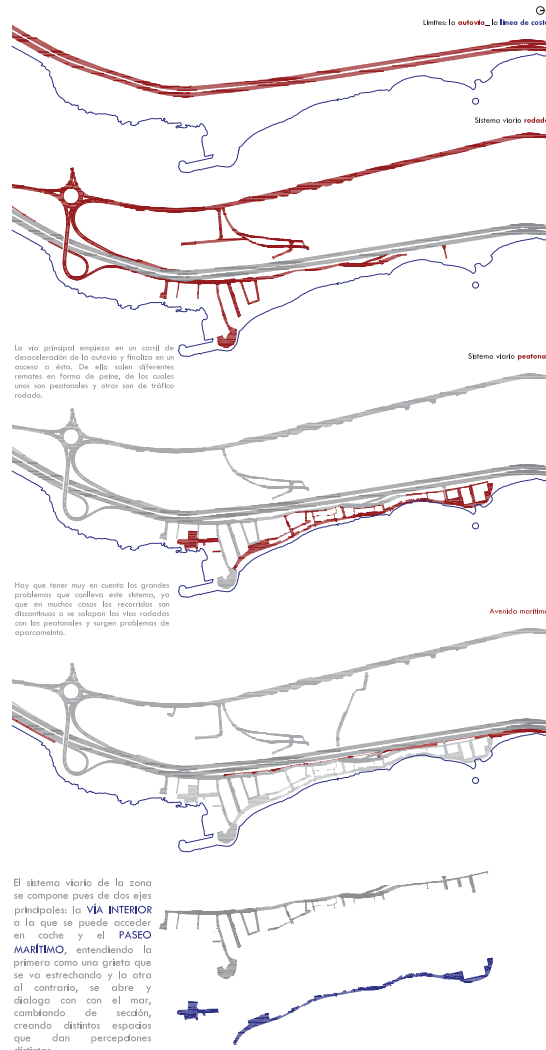 Límites: la autovía_ la línea de costa
Sistema viario rodado
La vía principal empieza en un carril de
desaceleración de la autovía y finaliza en un
acceso a ésta. De ella salen diferentes
remates en forma de peine, de los cuales
unos son peatonales y otros son de tráfico
rodado.
Sistema viario peatonal
Hay que tener muy en cuenta los grandes
problemas que conlleva este sistema, ya
que en muchos casos los recorridos son
discontinuos o se solapan las vías rodadas
con las peatonales y surgen problemas de
aparcamiento.
Avenida marítima
El sistema viario de la zona
se compone pues de dos ejes
principales: la VÍA INTERIOR
a la que se puede acceder
en coche y el PASEO
MARÍTIMO, entendiendo la
primera como una grieta que
se va estrechando y la otra
al contrario, se abre y
dialoga con con el mar,
cambiando de sección,
creando distintos espacios
que dan percepciones
distintas.